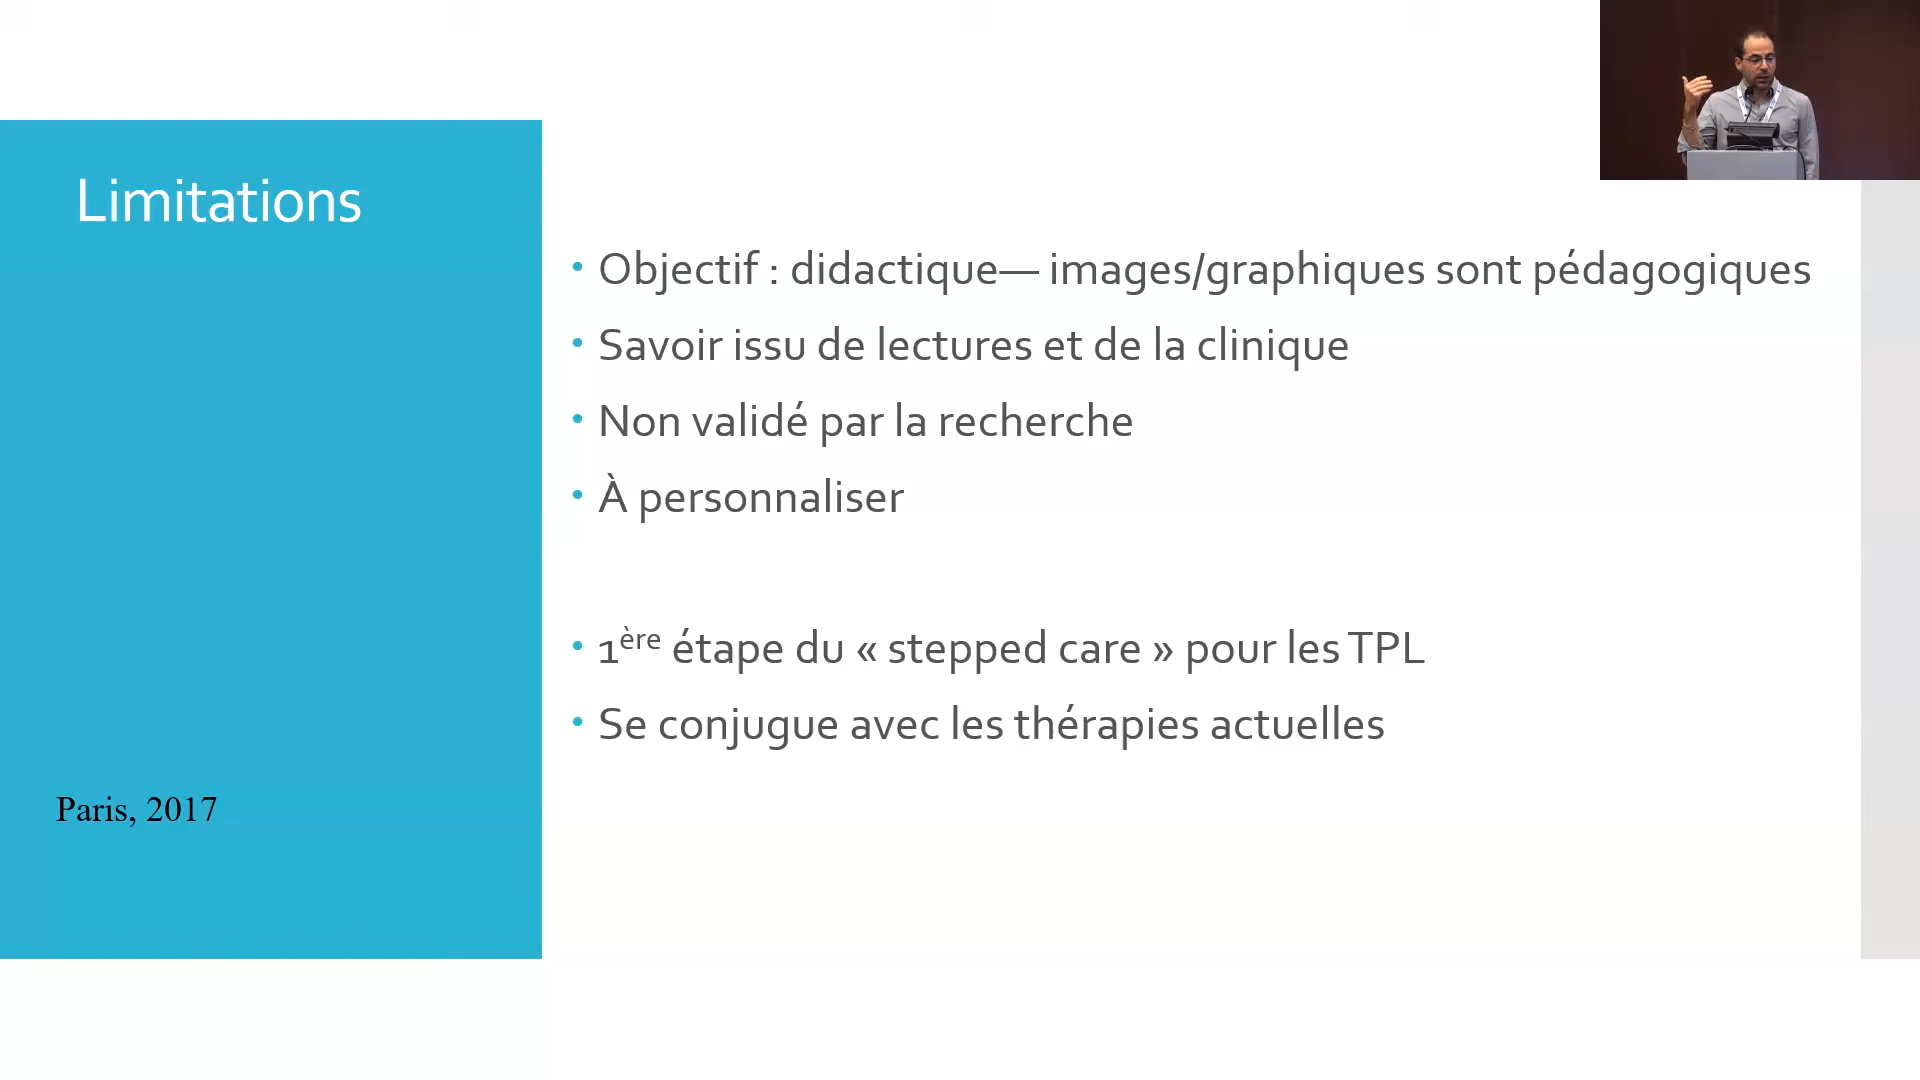 Limitations
• Objectif : didactique— images/graphiques sont pédagogiques
• Savoir issu de lectures et de la clinique
• Non validé par la recherche
• À personnaliser
• 1ère étape du « stepped care » pour les TPL
• Se conjugue avec les thérapies actuelles
Paris, 2017